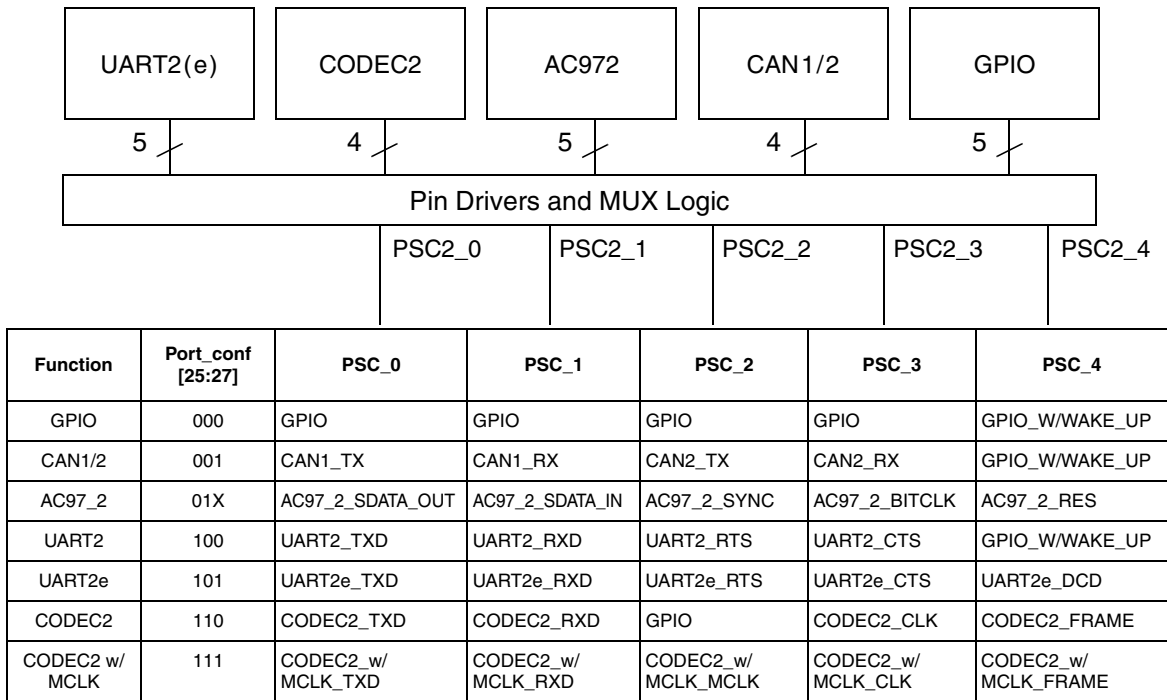 UART2(e) CODEC2 AC972 CAN1/2 GPIO
5 4 5 4 5
Pin Drivers and MUX Logic
PSC2_0 PSC2_1 PSC2_2 PSC2_3 PSC2_4
Function Port_conf [25:27] PSC_0 PSC_1 PSC_2 PSC_3 PSC_4
GPIO 000 GPIO GPIO GPIO GPIO GPIO_W/WAKE_UP
CAN1/2 001 CAN1_TX CAN1_RX CAN2_TX CAN2_RX GPIO_W/WAKE_UP
AC97_2 01X AC97_2_SDATA_OUT AC97_2_SDATA_IN AC97_2_SYNC AC97_2_BITCLK AC97_2_RES
UART2 100 UART2_TXD UART2_RXD UART2_RTS UART2_CTS GPIO_W/WAKE_UP
UART2e 101 UART2e_TXD UART2e_RXD UART2e_RTS UART2e_CTS UART2e_DCD
CODEC2 110 CODEC2_TXD CODEC2_RXD GPIO CODEC2_CLK CODEC2_FRAME
CODEC2 w/ 111 CODEC2_w/ CODEC2_w/ CODEC2_w/ CODEC2_w/ CODEC2_w/
MCLK MCLK_TXD MCLK_RXD MCLK_MCLK MCLK_CLK MCLK_FRAME